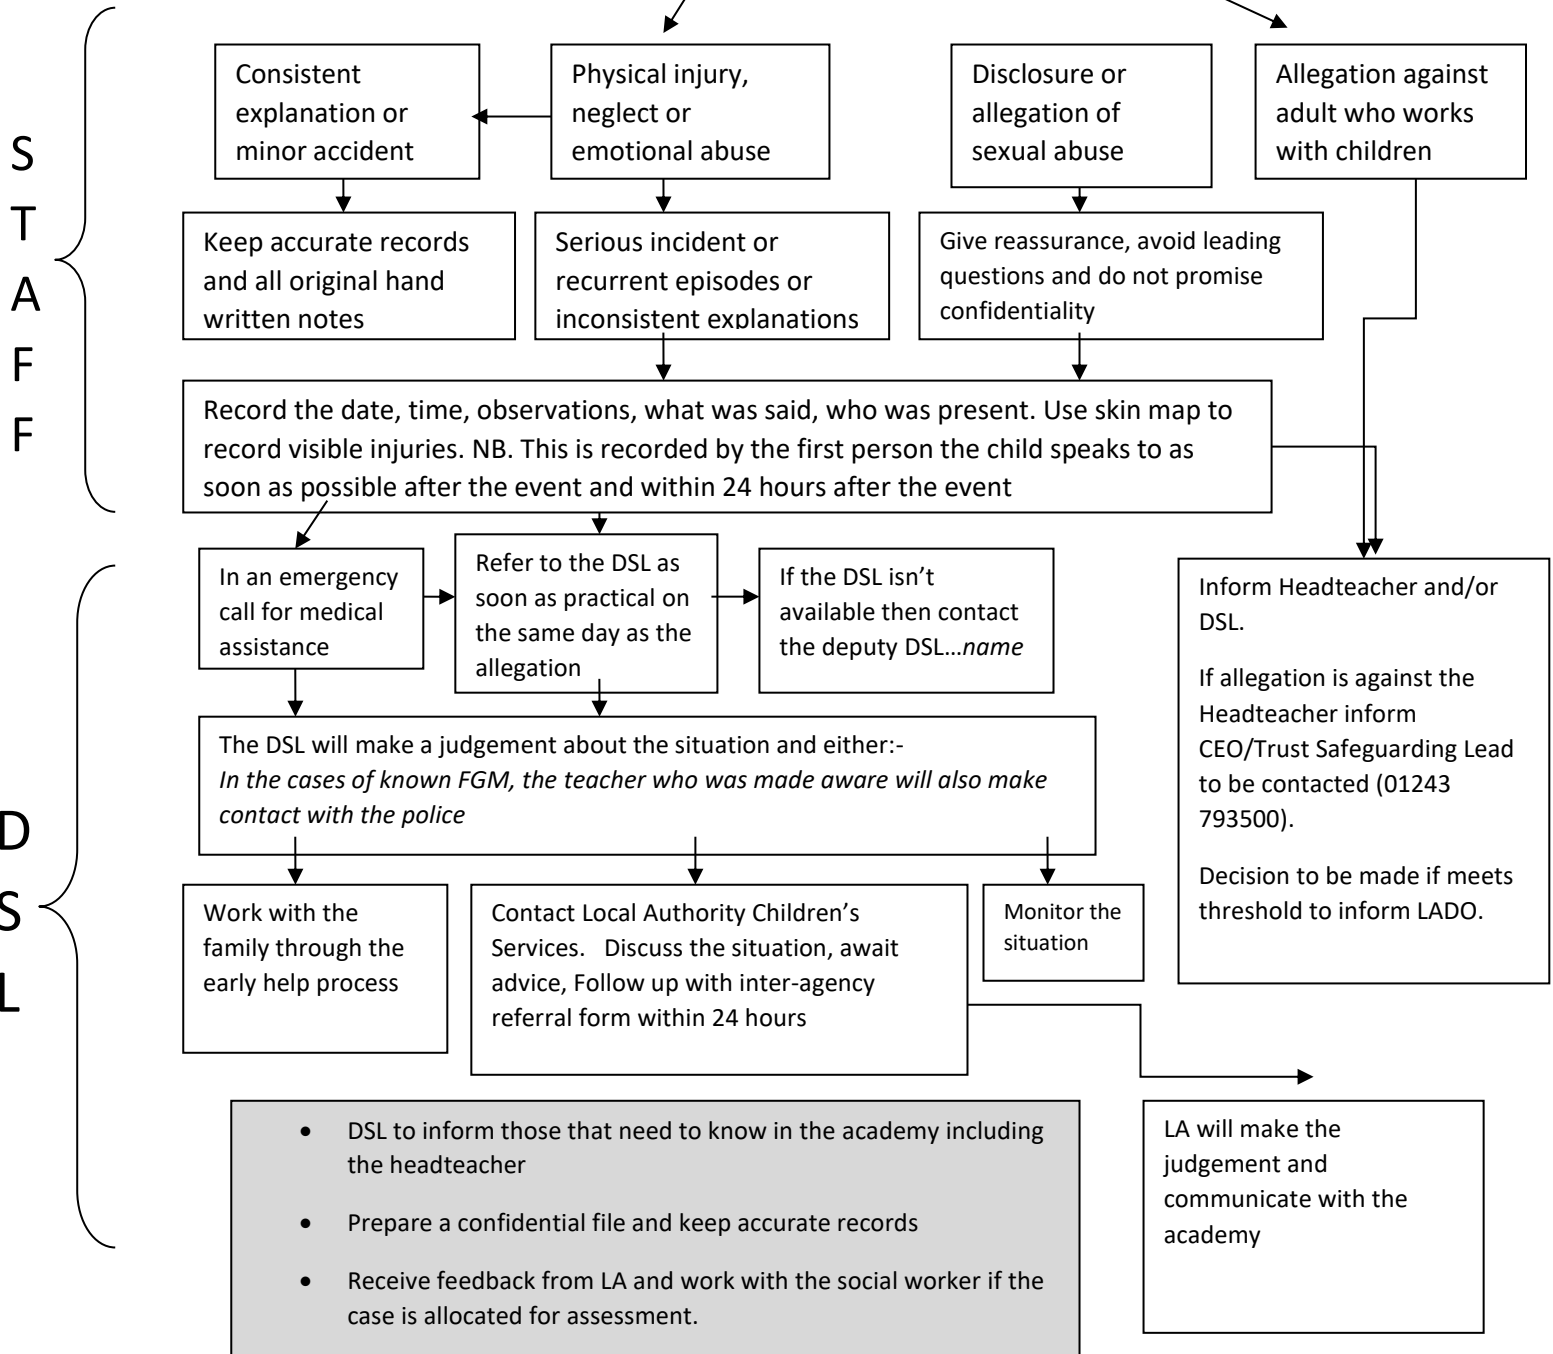 S
T
A
F
F
Consistent
explanation or
minor accident
Physical injury,
neglect or
emotional abuse
Disclosure or
allegation of
sexual abuse
Allegation against
adult who works
with children
Keep accurate records
and all original hand
written notes
Serious incident or
recurrent episodes or
inconsistent explanations
Give reassurance, avoid leading
questions and do not promise
confidentiality
Record the date, time, observations, what was said, who was present. Use skin map to
record visible injuries. NB. This is recorded by the first person the child speaks to as
soon as possible after the event and within 24 hours after the event
D
S
L
In an emergency
call for medical
assistance
Refer to the DSL as
soon as practical on
the same day as the
allegation
If the DSL isn’t
available then contact
the deputy DSL…name
Inform Headteacher and/or
DSL.
If allegation is against the
Headteacher inform
CEO/Trust Safeguarding Lead
to be contacted (01243
793500).
Decision to be made if meets
threshold to inform LADO.
The DSL will make a judgement about the situation and either:-
In the cases of known FGM, the teacher who was made aware will also make
contact with the police
Work with the
family through the
early help process
Contact Local Authority Children’s
Services.   Discuss the situation, await
advice, Follow up with inter-agency
referral form within 24 hours
Monitor the
situation
• DSL to inform those that need to know in the academy including
the headteacher
• Prepare a confidential file and keep accurate records
• Receive feedback from LA and work with the social worker if the
case is allocated for assessment.
LA will make the
judgement and
communicate with the
academy